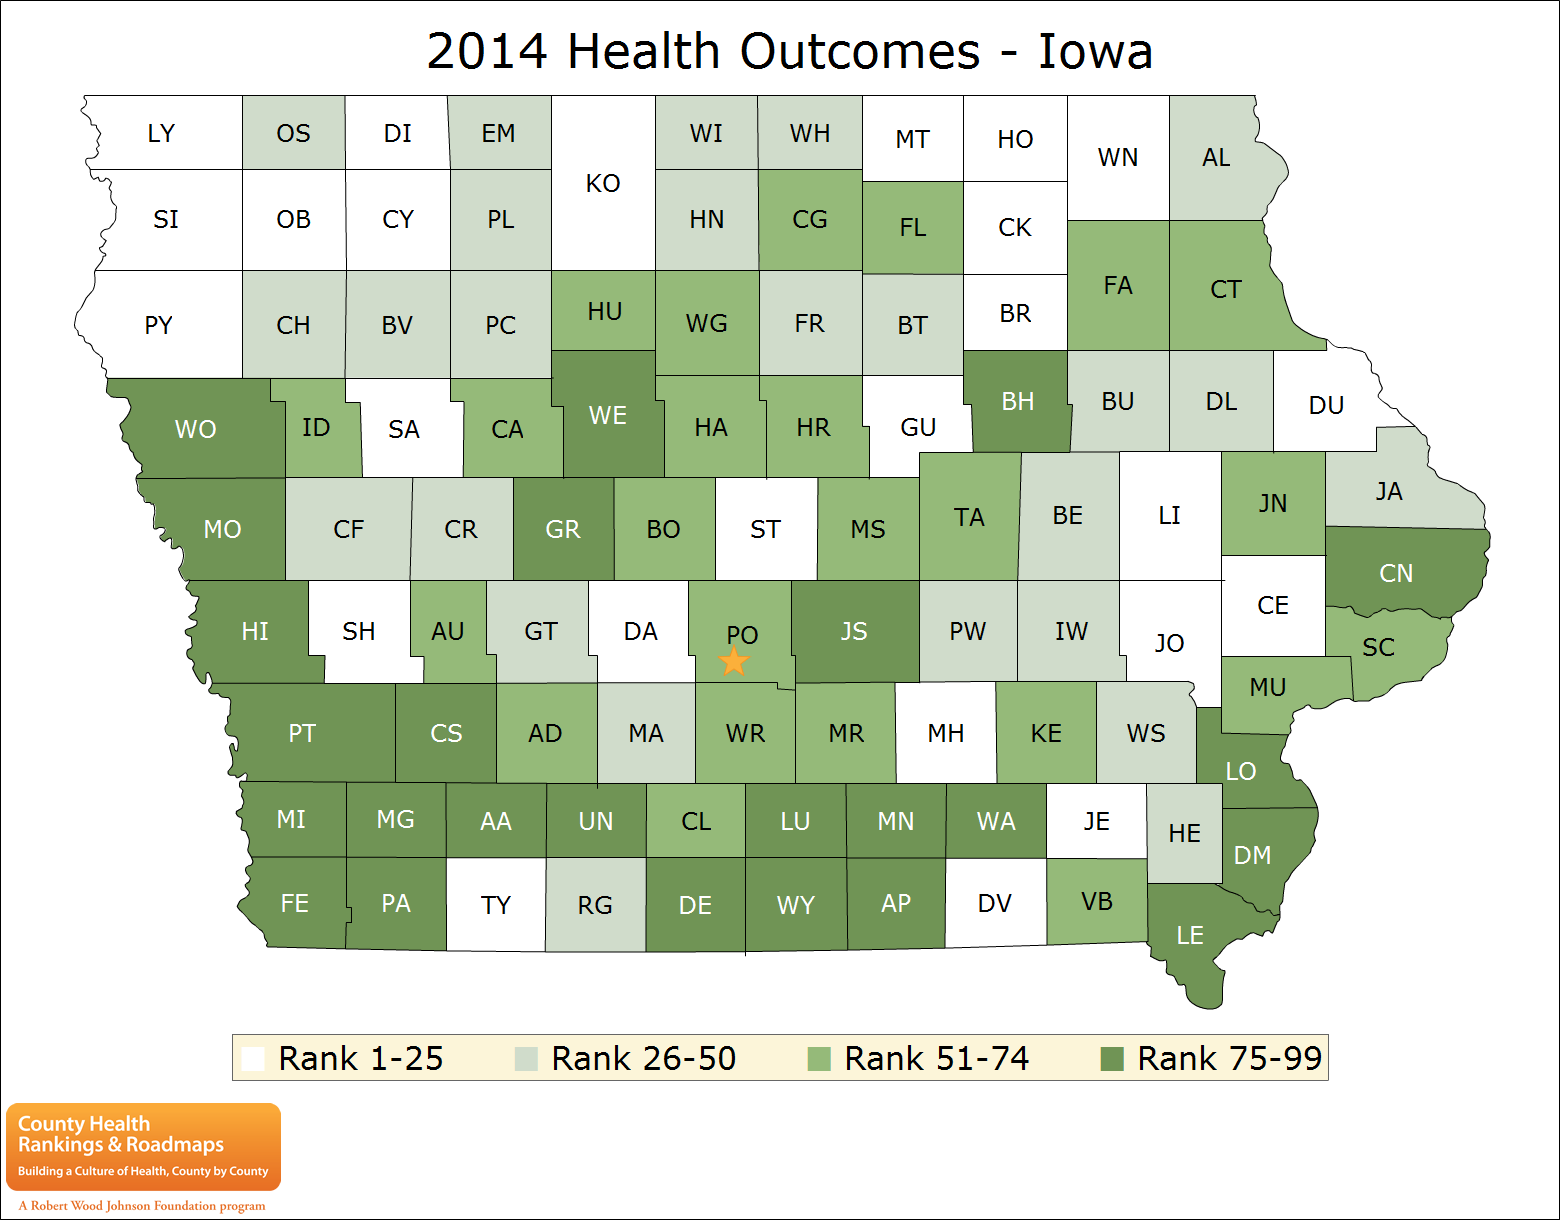 2014 Health Outcomes - Iowa
LY OS DI EM KO WI WH MT HO WN AL
SI OB CY PL HN CG FL CK
PY CH BV PC HU WG FR BT BR FA CT
WO ID SA CA WE HA HR GU BH BU DL DU
MO CF CR GR BO ST MS TA BE LI JN JA
CN
HI SH AU GT DA PO JS PW IW JO CE SC
PT CS AD MA WR MR MH KE WS MU
LO
MI MG AA UN CL LU MN WA JE HE
DM
FE PA TY RG DE WY AP DV VB
LE
Rank 1-25 Rank 26-50 Rank 51-74 Rank 75-99
County Health
Rankings & Roadmaps
Building a Culture of Health, County by County
A Robert Wood Johnson Foundation program